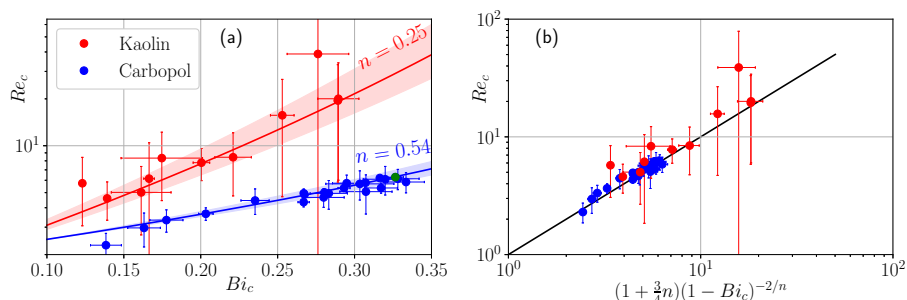 (a)
Kaolin
Carbopol
n = 0.25
n = 0.54
Re_c
10^1
0.10 0.15 0.20 0.25 0.30 0.35
Bi_c
(b)
Re_c
10^2
10^1
10^0
10^0 10^1 10^2
(1 + \frac{3}{4}n)(1 − Bi_c)^{−2/n}